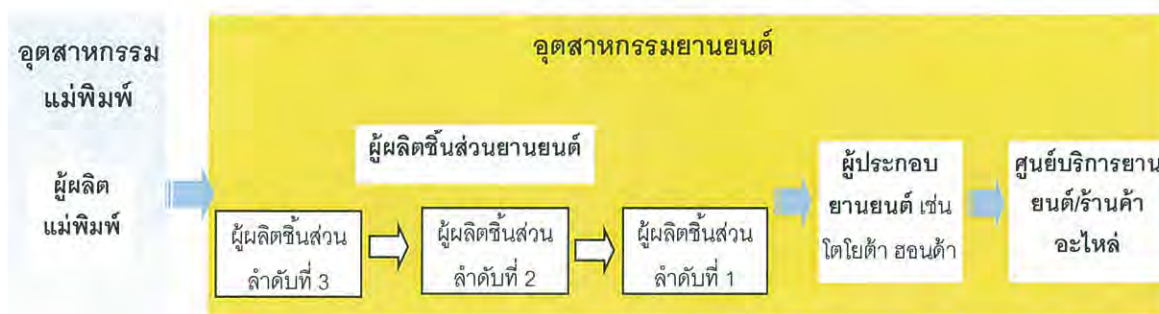 อุตสาหกรรม
แม่พิมพ์
ผู้ผลิต
แม่พิมพ์
อุตสาหกรรมยานยนต์
ผู้ผลิตชิ้นส่วนยานยนต์
ผู้ผลิตชิ้นส่วน
ลำดับที่ 3
ผู้ผลิตชิ้นส่วน
ลำดับที่ 2
ผู้ผลิตชิ้นส่วน
ลำดับที่ 1
ผู้ประกอบ
ยานยนต์ เช่น
โตโยต้า ฮอนด้า
ศูนย์บริการยาน
ยนต์/ร้านค้า
อะไหล่